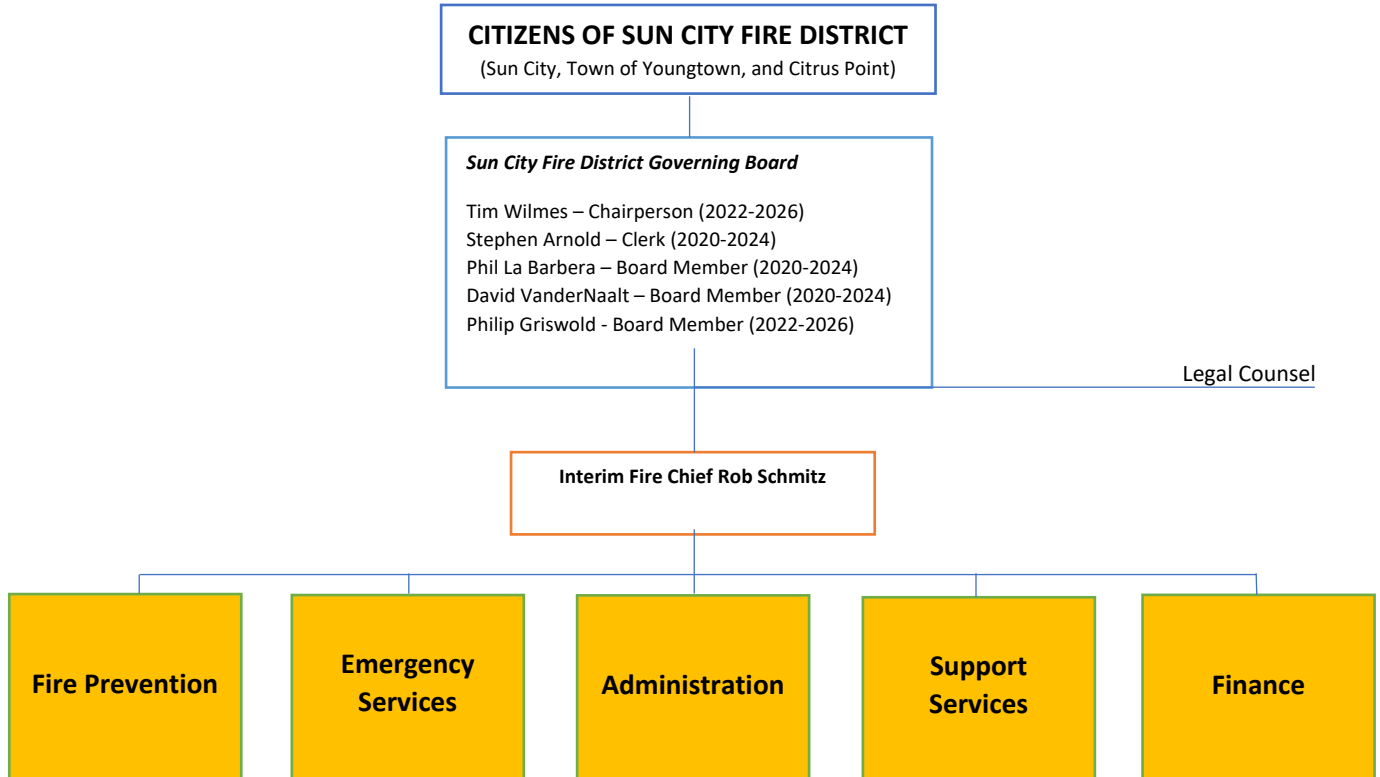 CITIZENS OF SUN CITY FIRE DISTRICT
(Sun City, Town of Youngtown, and Citrus Point)
Sun City Fire District Governing Board
Tim Wilmes – Chairperson (2022-2026)
Stephen Arnold – Clerk (2020-2024)
Phil La Barbera – Board Member (2020-2024)
David VanderNaalt – Board Member (2020-2024)
Philip Griswold - Board Member (2022-2026)
Legal Counsel
Interim Fire Chief Rob Schmitz
Fire Prevention
Emergency
Services
Administration
Support
Services
Finance